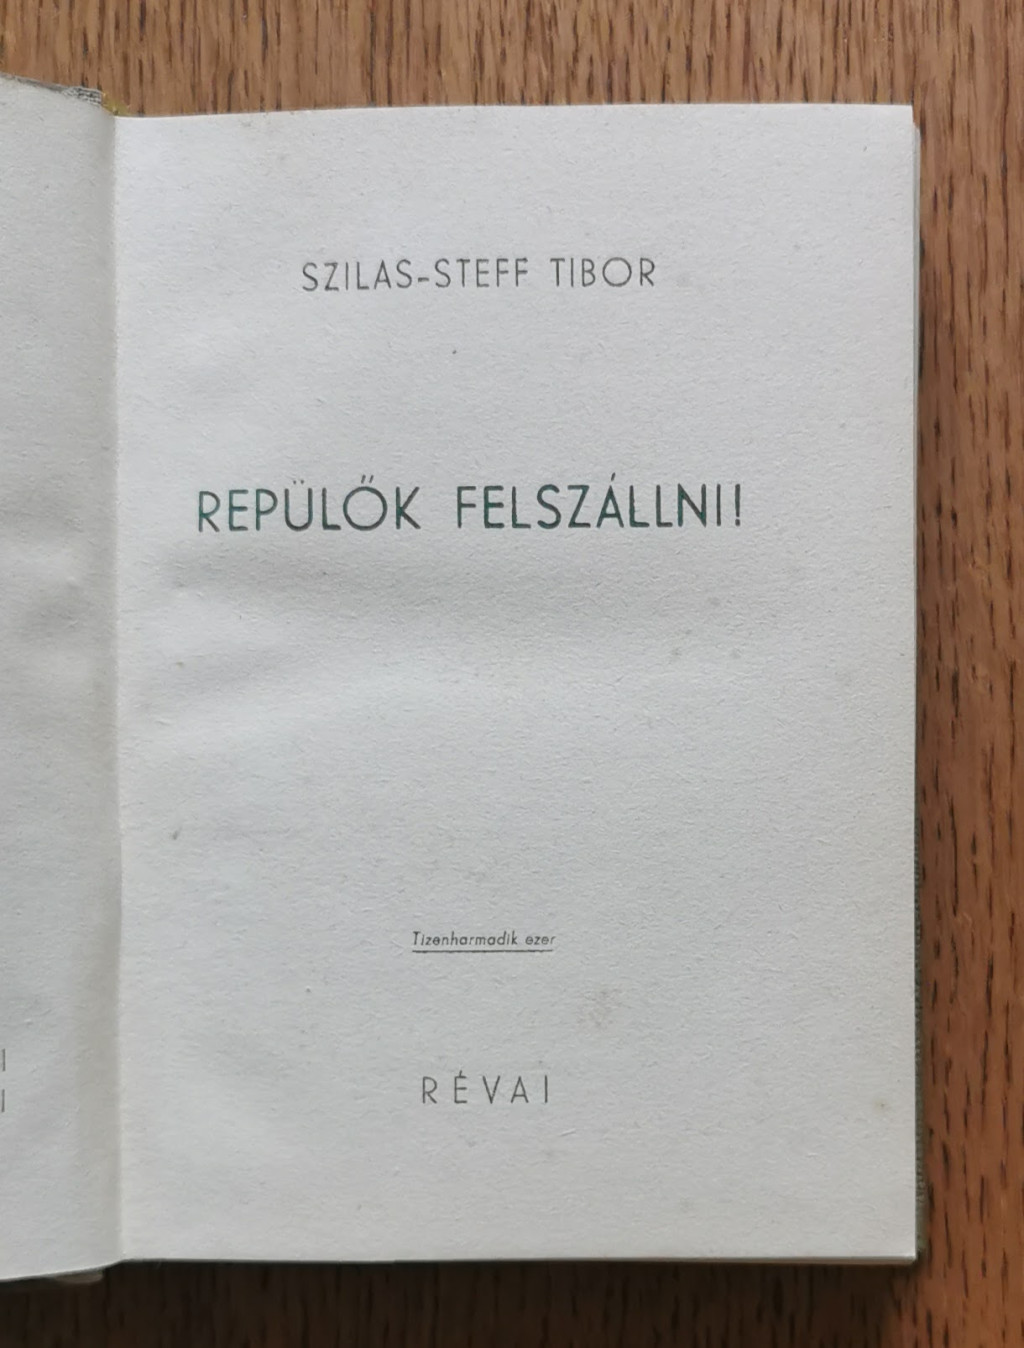 SZILAS-STEFF TIBOR
REPÜLŐK FELSZÁLLNI!
Tizenharmadik ezer
RÉVAI